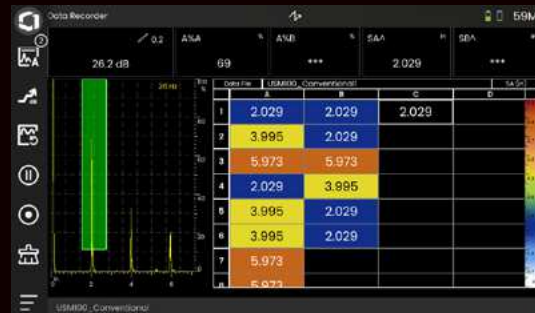 Data Recorder
59M
2
0.2
A%A
%
A%B
%
SA^
SB^
26.2 dB
69
***
2.029
***
Data File
USM100_Conventional
A
B
C
D
1 2.029 2.029 2.029
2 3.995 2.029
3 5.973 5.973
4 2.029 3.995
5 3.995 2.029
6 3.995 2.029
7 5.973
8 5.973
USM100_Conventional